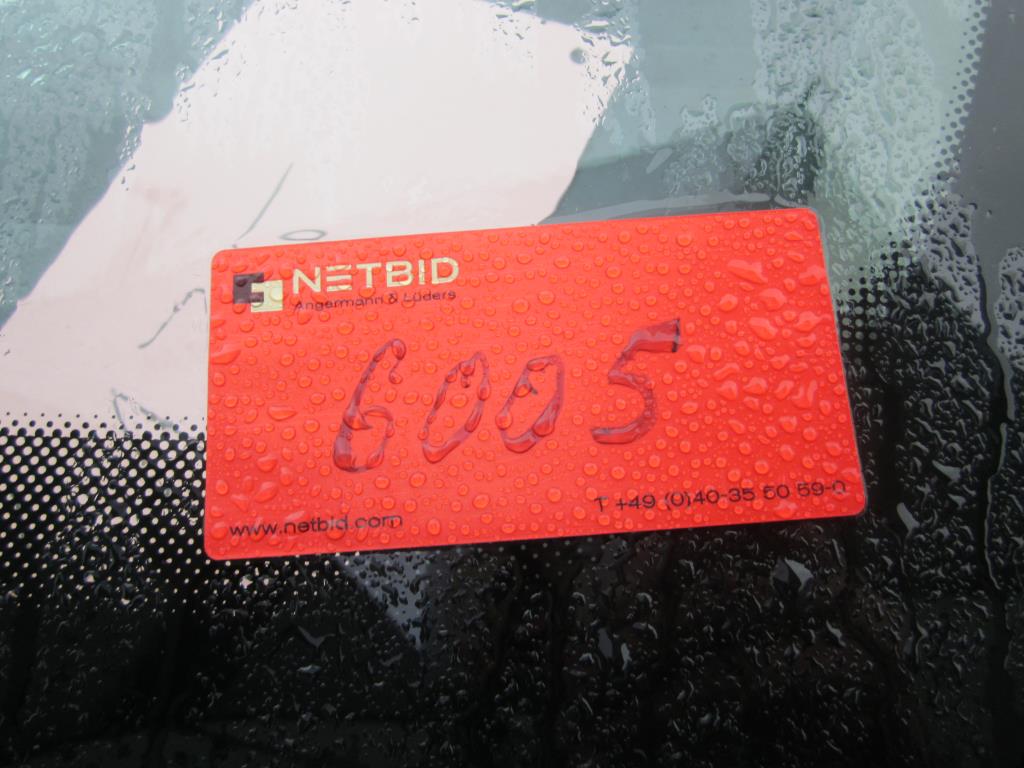 NETBID
Angermann & Lüders
6005
www.netbid.com
T +49 (0)40-35 50 59-0